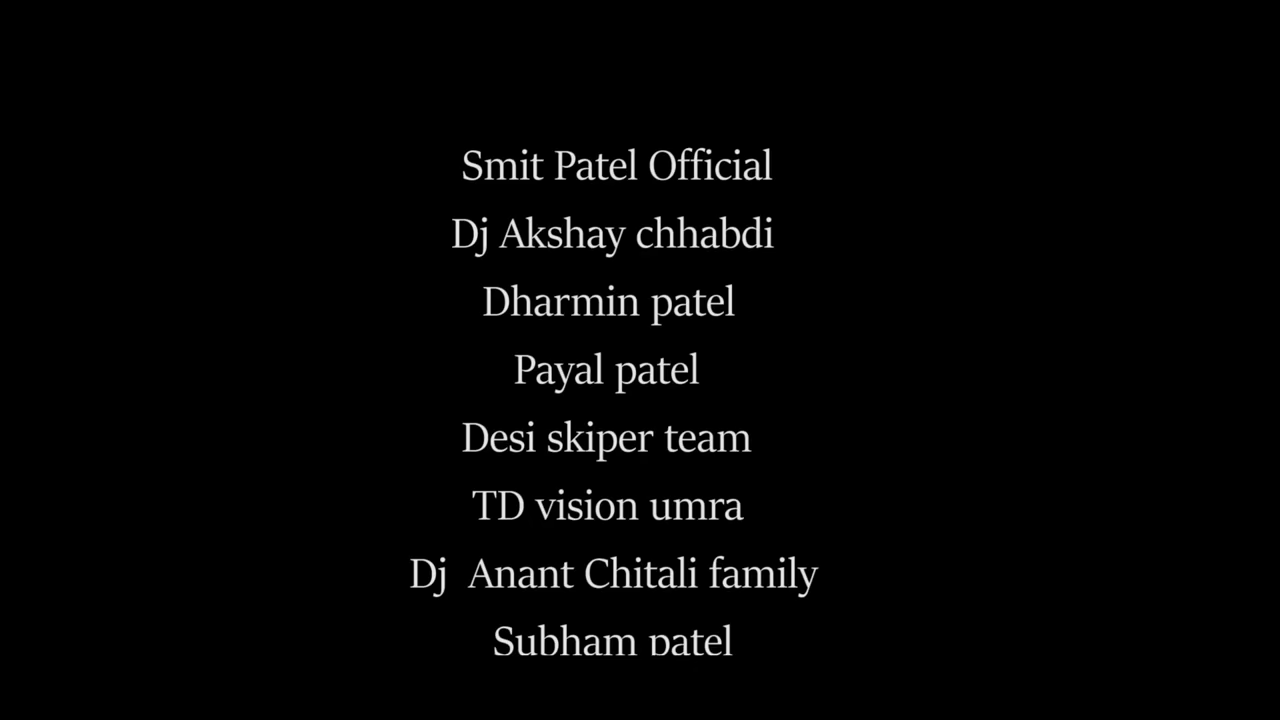 Smit Patel Official
Dj Akshay chhabdi
Dharmin patel
Payal patel
Desi skiper team
TD vision umra
Dj  Anant Chitali family
Subham patel